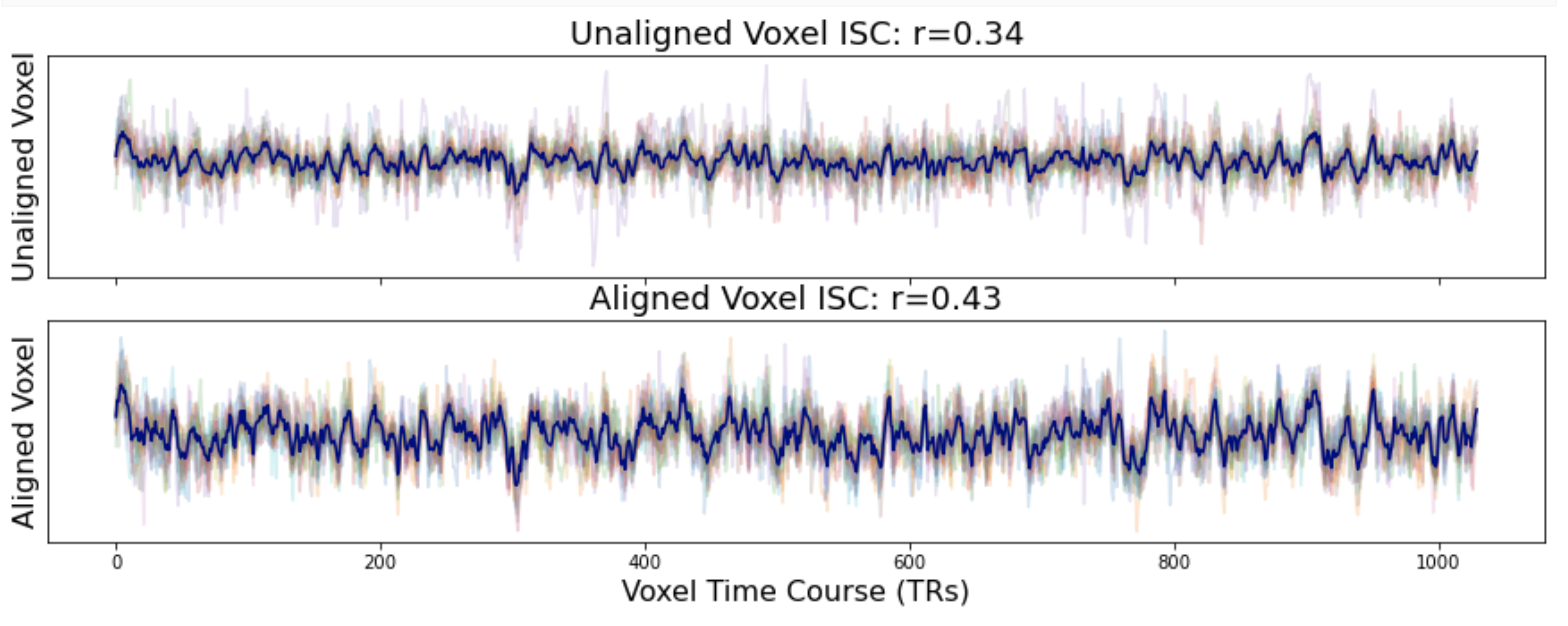 Unaligned Voxel ISC: r=0.34
Unaligned Voxel
0
200
400
600
800
1000
Aligned Voxel ISC: r=0.43
Aligned Voxel
Voxel Time Course (TRs)